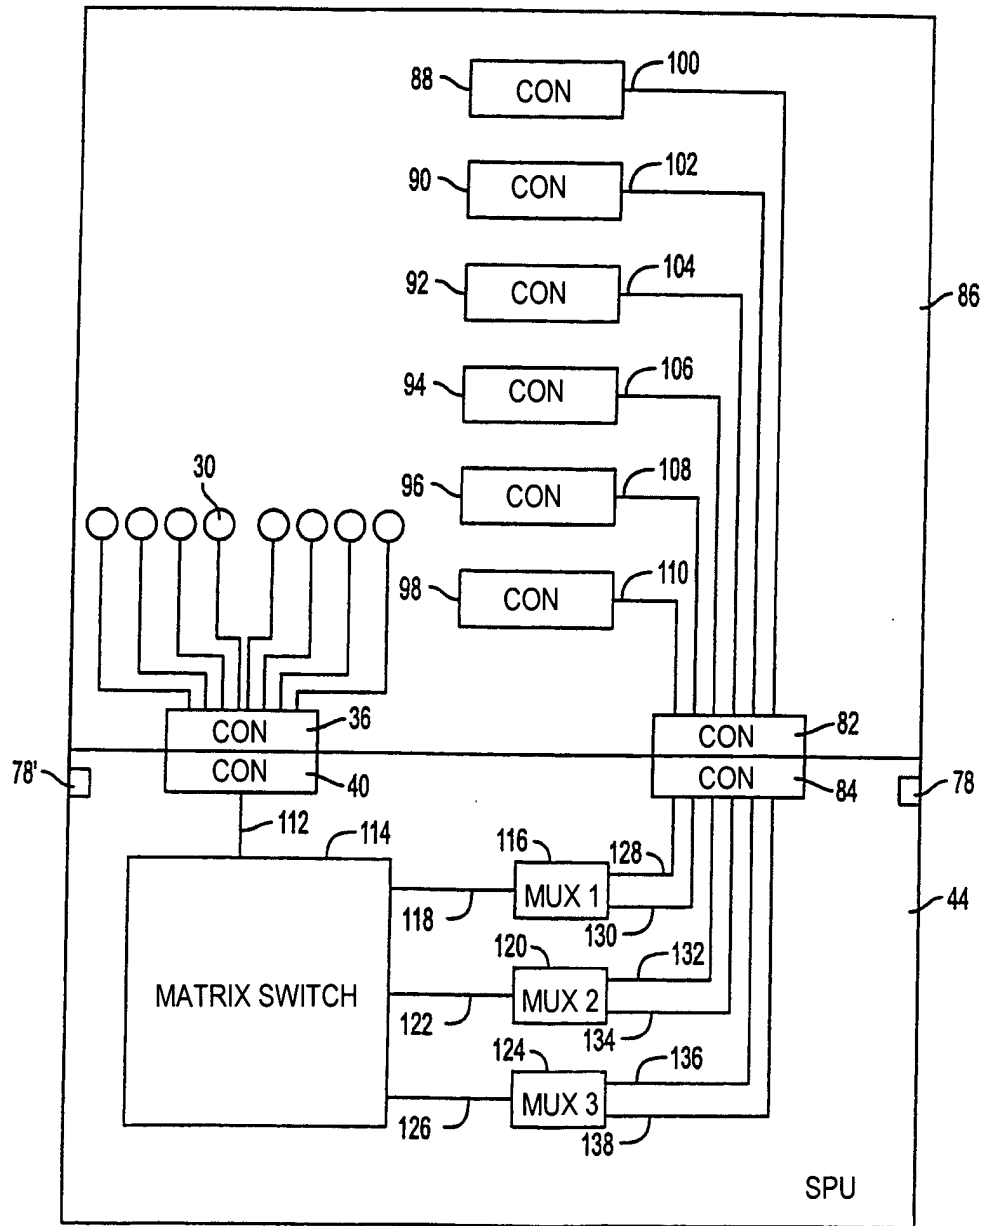 88 CON 100
90 CON 102
92 CON 104
86
94 CON 106
96 CON 108
30
98 CON 110
CON 36
CON 82
78' CON 40
CON 84 78
112 114
116 128
MUX 1
118 130
44
120 132
MATRIX SWITCH
MUX 2
122 134
124 136
MUX 3
126 138
SPU